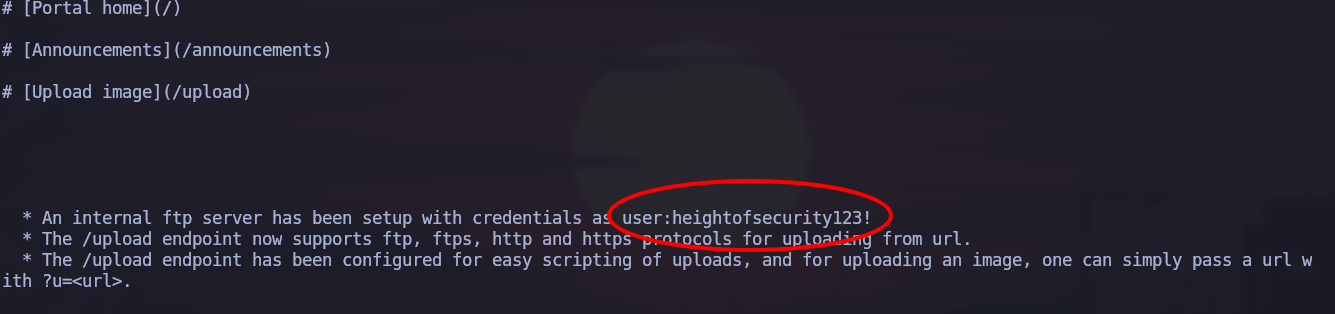 # [Portal home](/)
# [Announcements](/announcements)
# [Upload image](/upload)
* An internal ftp server has been setup with credentials as user:heightofsecurity123!
* The /upload endpoint now supports ftp, ftps, http and https protocols for uploading from url.
* The /upload endpoint has been configured for easy scripting of uploads, and for uploading an image, one can simply pass a url w
ith ?u=<url>.